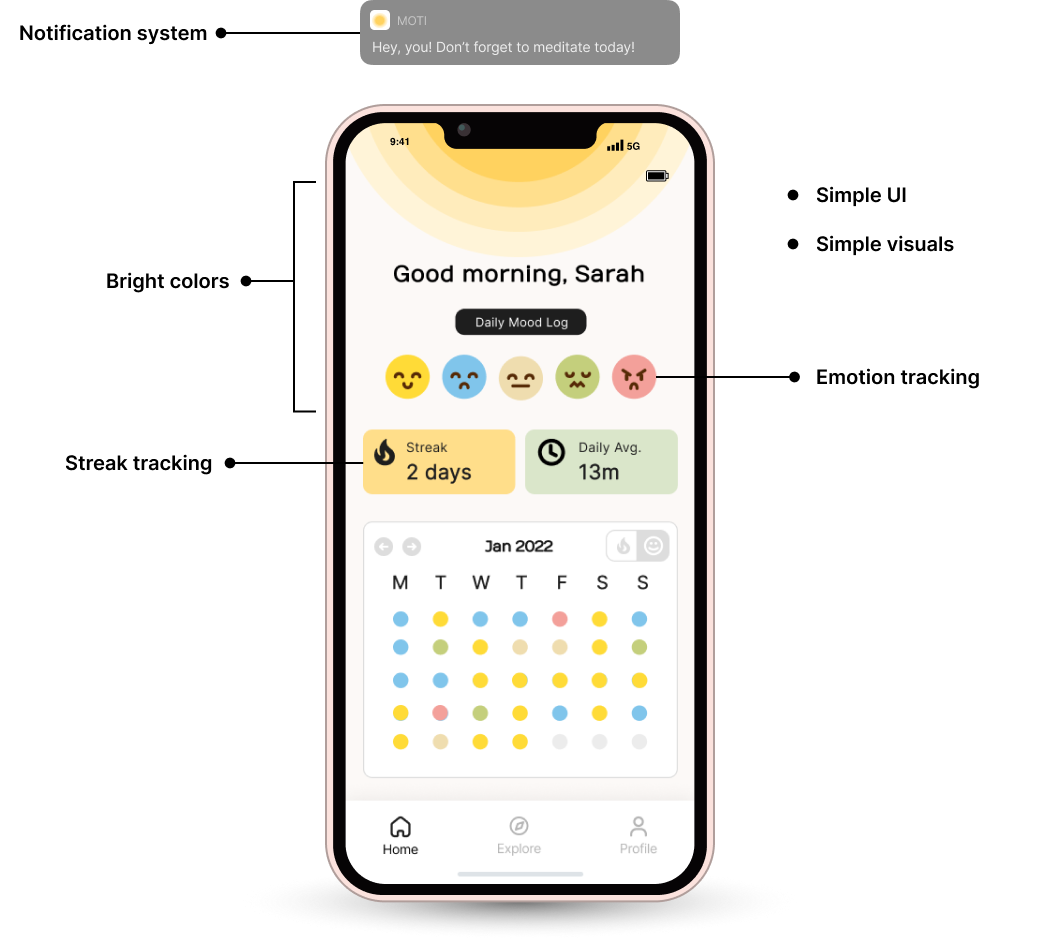 Notification system
MOTI
Hey, you! Don’t forget to meditate today!
9:41
5G
Simple UI
Simple visuals
Bright colors
Good morning, Sarah
Daily Mood Log
Emotion tracking
Streak tracking
Streak
2 days
Daily Avg.
13m
Jan 2022
M T W T F S S
Home
Explore
Profile